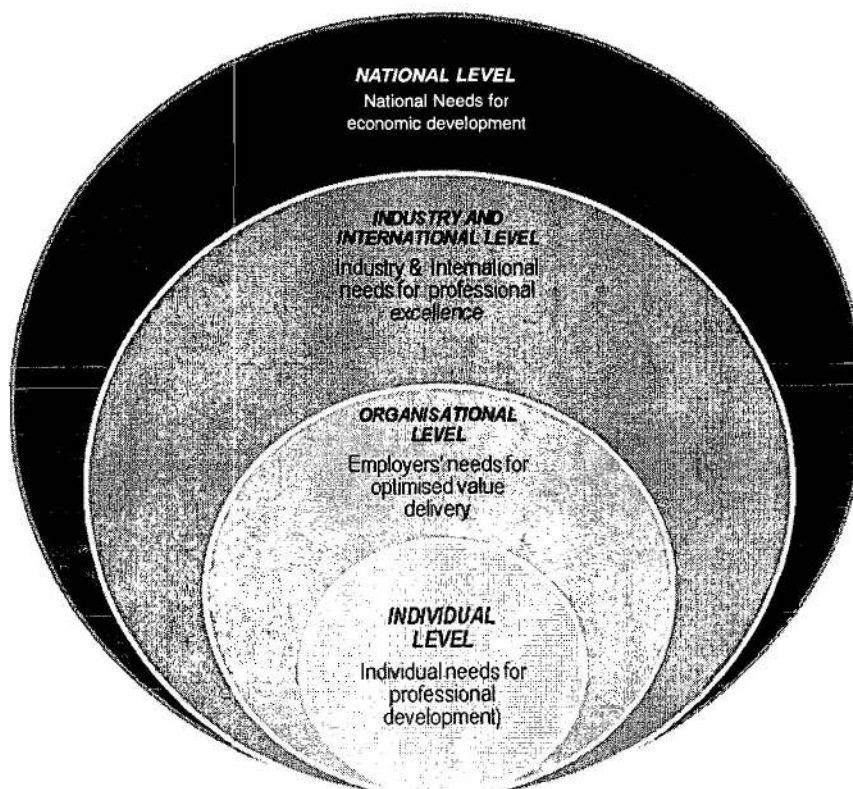 NATIONAL LEVEL
National Needs for
economic development
INDUSTRY AND
INTERNATIONAL LEVEL
Industry & International
needs for professional
excellence
ORGANISATIONAL
LEVEL
Employers' needs for
optimised value
delivery
INDIVIDUAL
LEVEL
Individual needs for
professional
development)